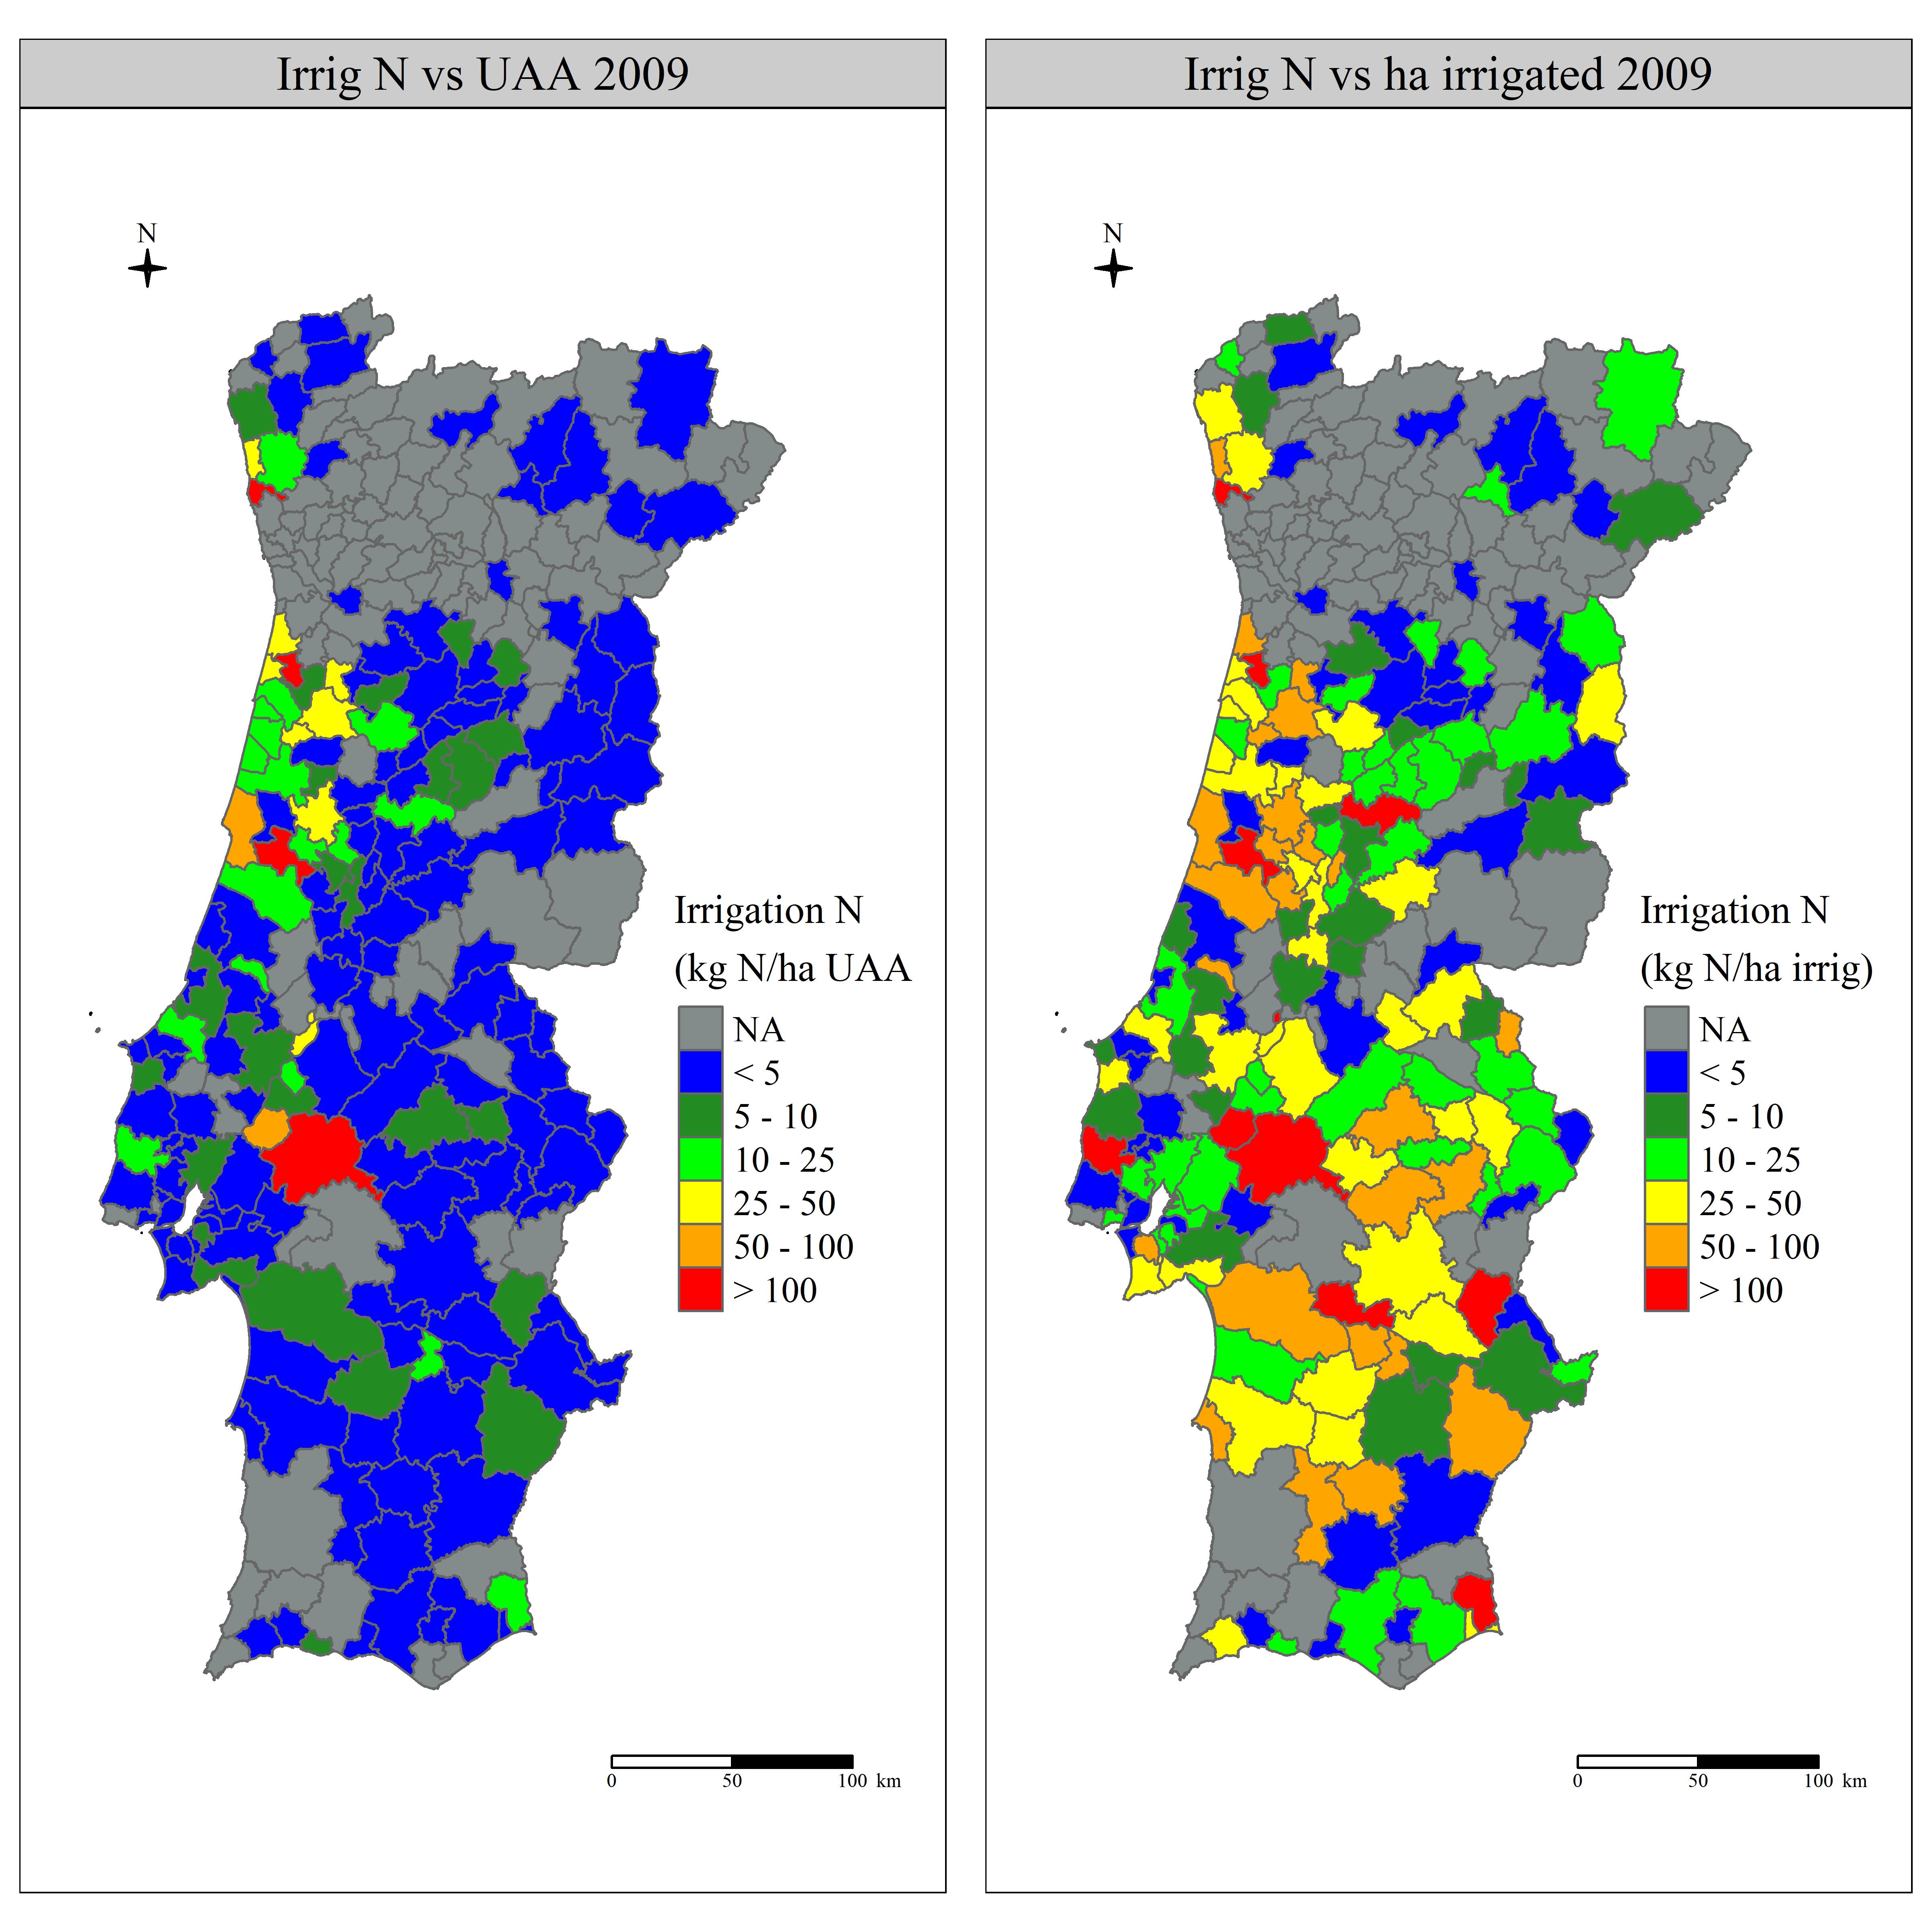 Irrig N vs UAA 2009
N
Irrigation N
(kg N/ha UAA
NA
< 5
5 - 10
10 - 25
25 - 50
50 - 100
> 100
0 50 100 km
Irrig N vs ha irrigated 2009
N
Irrigation N
(kg N/ha irrig)
NA
< 5
5 - 10
10 - 25
25 - 50
50 - 100
> 100
0 50 100 km